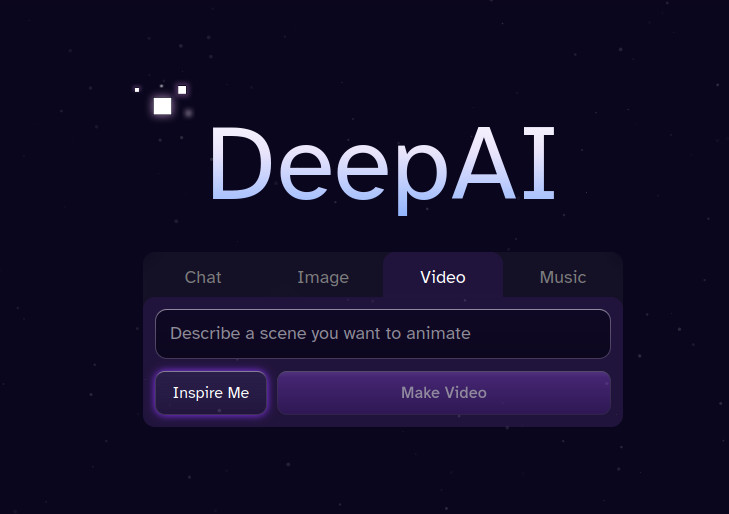 DeepAI
Chat Image Video Music
Describe a scene you want to animate
Inspire Me Make Video